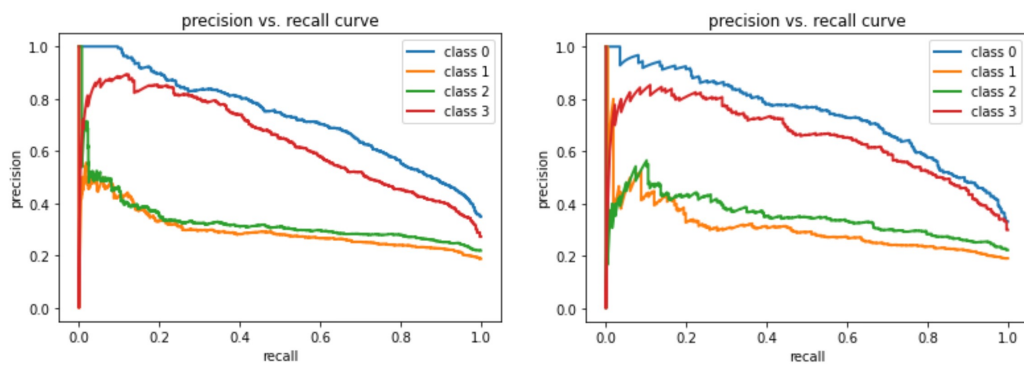 precision vs. recall curve
precision
1.0
0.8
0.6
0.4
0.2
0.0
class 0
class 1
class 2
class 3
0.0 0.2 0.4 0.6 0.8 1.0
recall
precision vs. recall curve
precision
1.0
0.8
0.6
0.4
0.2
0.0
class 0
class 1
class 2
class 3
0.0 0.2 0.4 0.6 0.8 1.0
recall